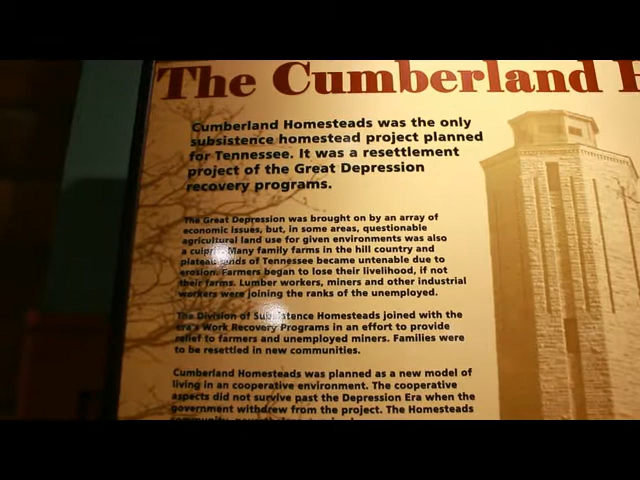 The Cumberland
Cumberland Homesteads was the only
subsistence homestead project planned
for Tennessee. It was a resettlement
project of the Great Depression
recovery programs.
The Great Depression was brought on by an array of
economic issues, but, in some areas, questionable
agricultural land use for given environments was also
a culprit. Many family farms in the hill country and
plateau lands of Tennessee became untenable due to
erosion. Farmers began to lose their livelihood, if not
their farms. Lumber workers, miners and other industrial
workers were joining the ranks of the unemployed.
The Division of Subsistence Homesteads joined with the
era's Work Recovery Programs in an effort to provide
relief to farmers and unemployed miners. Families were
to be resettled in new communities.
Cumberland Homesteads was planned as a new model of
living in an cooperative environment. The cooperative
aspects did not survive past the Depression Era when the
government withdrew from the project. The Homesteads